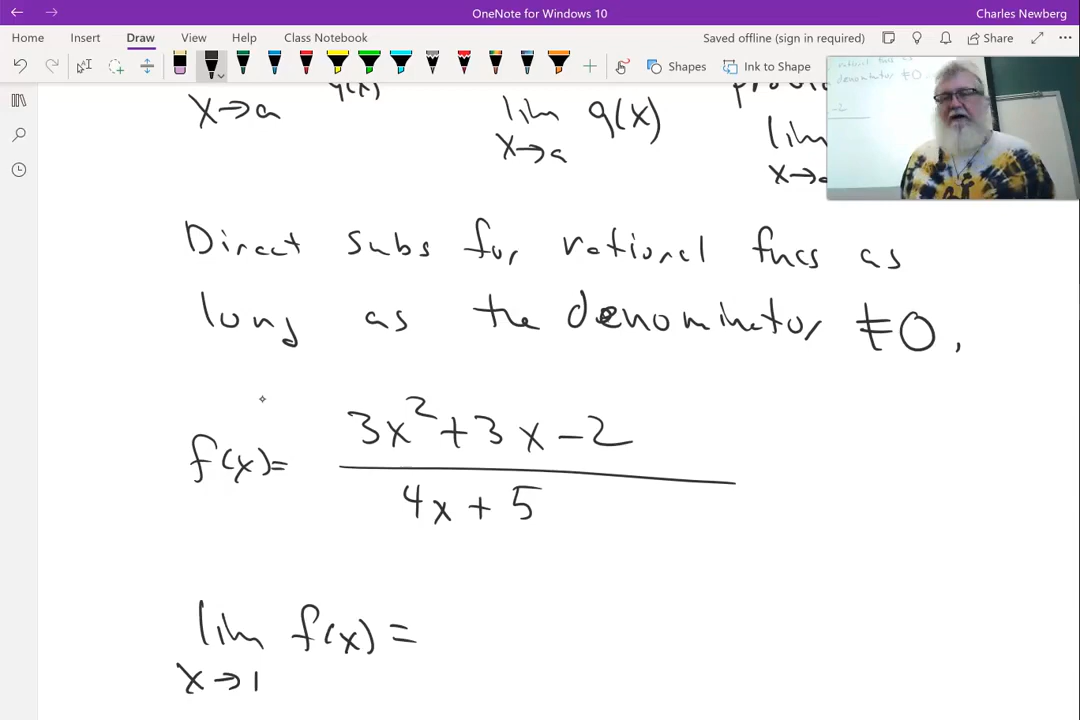 OneNote for Windows 10
Charles Newberg
Home Insert Draw View Help Class Notebook
Saved offline (sign in required)
Share
Shapes
Ink to Shape
x→a q(x)
lim q(x)
x→a
lim
x→a
Direct subs for rational fncs as
long as the denominator ≠0,
f(x)= 3x²+3x-2
4x+5
lim f(x)=
x→1
denominator ≠0